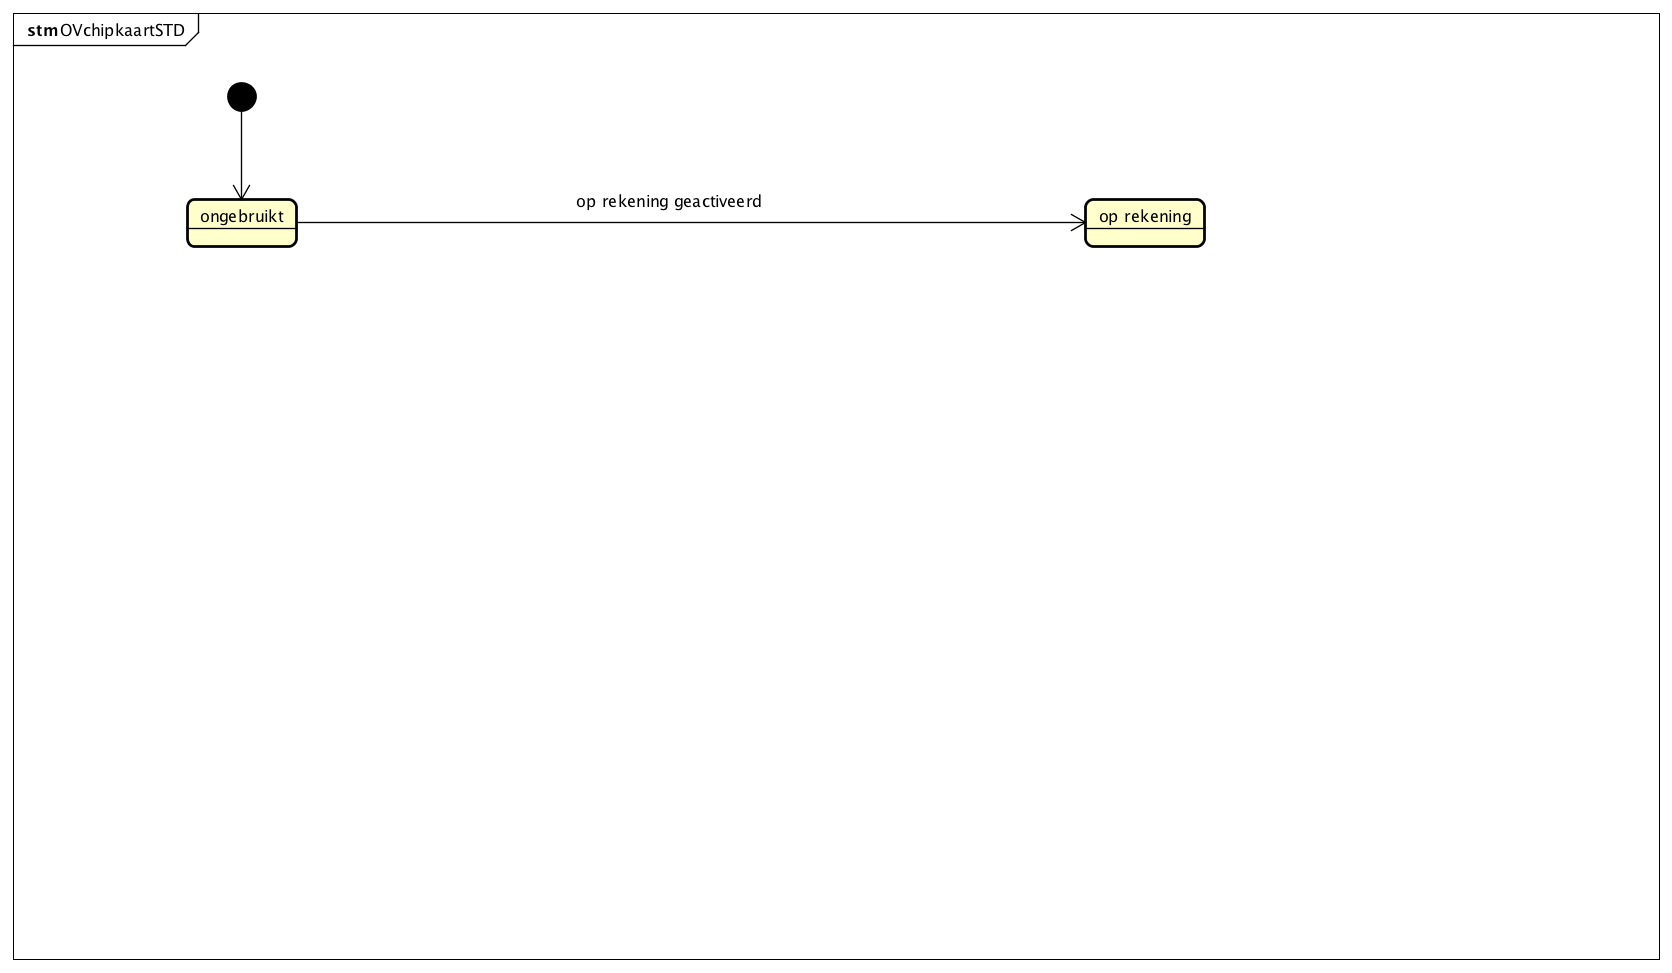 stm OVchipkaartSTD
op rekening geactiveerd
ongebruikt
op rekening